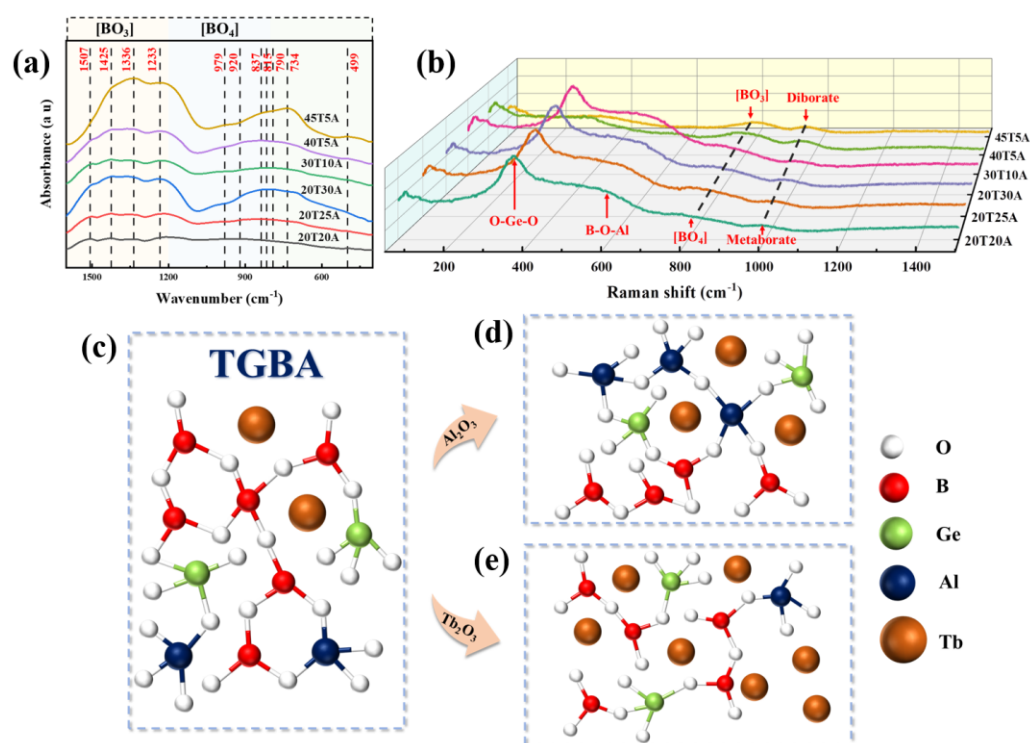 (a)
[BO3]
[BO4]
1507
1425
1336
1233
979
920
837
815
790
734
499
45T5A
40T5A
30T10A
20T30A
20T25A
20T20A
Absorbance (a u)
1500
1200
900
600
Wavenumber (cm-1)
(b)
[BO3]
Diborate
O-Ge-O
B-O-Al
[BO4]
Metaborate
45T5A
40T5A
30T10A
20T30A
20T25A
20T20A
200
400
600
800
1000
1200
1400
Raman shift (cm-1)
(c)
TGBA
Al2O3
Tb2O3
(d)
(e)
O
B
Ge
Al
Tb